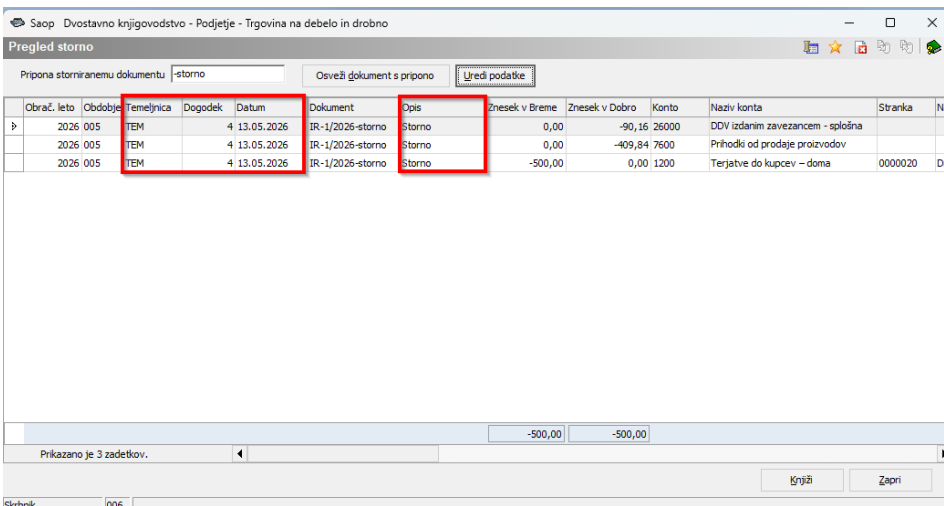 Saop Dvostavno knjigovodstvo - Podjetje - Trgovina na debelo in drobno
Pregled storno
Pripona storniranemu dokumentu -storno Osveži dokument s pripono Uredi podatke
Obrač. leto Obdobje Temeljnica Dogodek Datum Dokument Opis Znesek v Breme Znesek v Dobro Konto Naziv konta Stranka N
2026 005 TEM 4 13.05.2026 IR-1/2026-storno Storno 0,00 -90,16 26000 DDV izdanim zavezancem - splošna
2026 005 TEM 4 13.05.2026 IR-1/2026-storno Storno 0,00 -409,84 7600 Prihodki od prodaje proizvodov
2026 005 TEM 4 13.05.2026 IR-1/2026-storno Storno -500,00 0,00 1200 Terjatve do kupcev – doma 0000020 D
-500,00 -500,00
Prikazano je 3 zadetkov.
Knjiži Zapri
Skrbnik 006